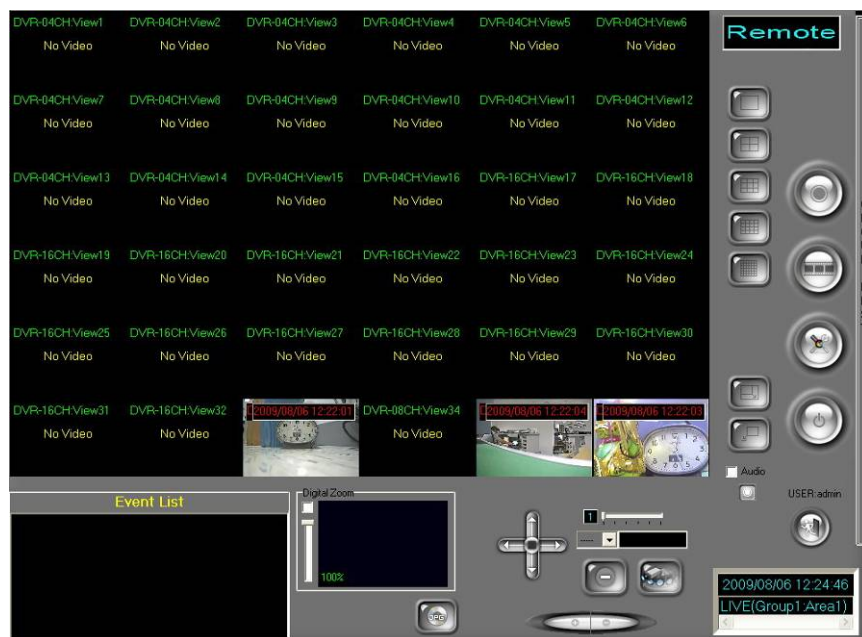 DVR-04CH:View1 DVR-04CH:View2 DVR-04CH:View3 DVR-04CH:View4 DVR-04CH:View5 DVR-04CH:View6
No Video No Video No Video No Video No Video No Video
Remote
DVR-04CH:View7 DVR-04CH:View8 DVR-04CH:View9 DVR-04CH:View10 DVR-04CH:View11 DVR-04CH:View12
No Video No Video No Video No Video No Video No Video
DVR-04CH:View13 DVR-04CH:View14 DVR-04CH:View15 DVR-04CH:View16 DVR-16CH:View17 DVR-16CH:View18
No Video No Video No Video No Video No Video No Video
DVR-16CH:View19 DVR-16CH:View20 DVR-16CH:View21 DVR-16CH:View22 DVR-16CH:View23 DVR-16CH:View24
No Video No Video No Video No Video No Video No Video
DVR-16CH:View25 DVR-16CH:View26 DVR-16CH:View27 DVR-16CH:View28 DVR-16CH:View29 DVR-16CH:View30
No Video No Video No Video No Video No Video No Video
DVR-16CH:View31 DVR-16CH:View32 2009/08/06 12:22:01 DVR-08CH:View34 2009/08/06 12:22:04 2009/08/06 12:22:03
No Video No Video No Video
Audio
USER:admin
Event List
Digital Zoom
100%
1
-----
JPG
2009/08/06 12:24:46
LIVE(Group1:Area1)